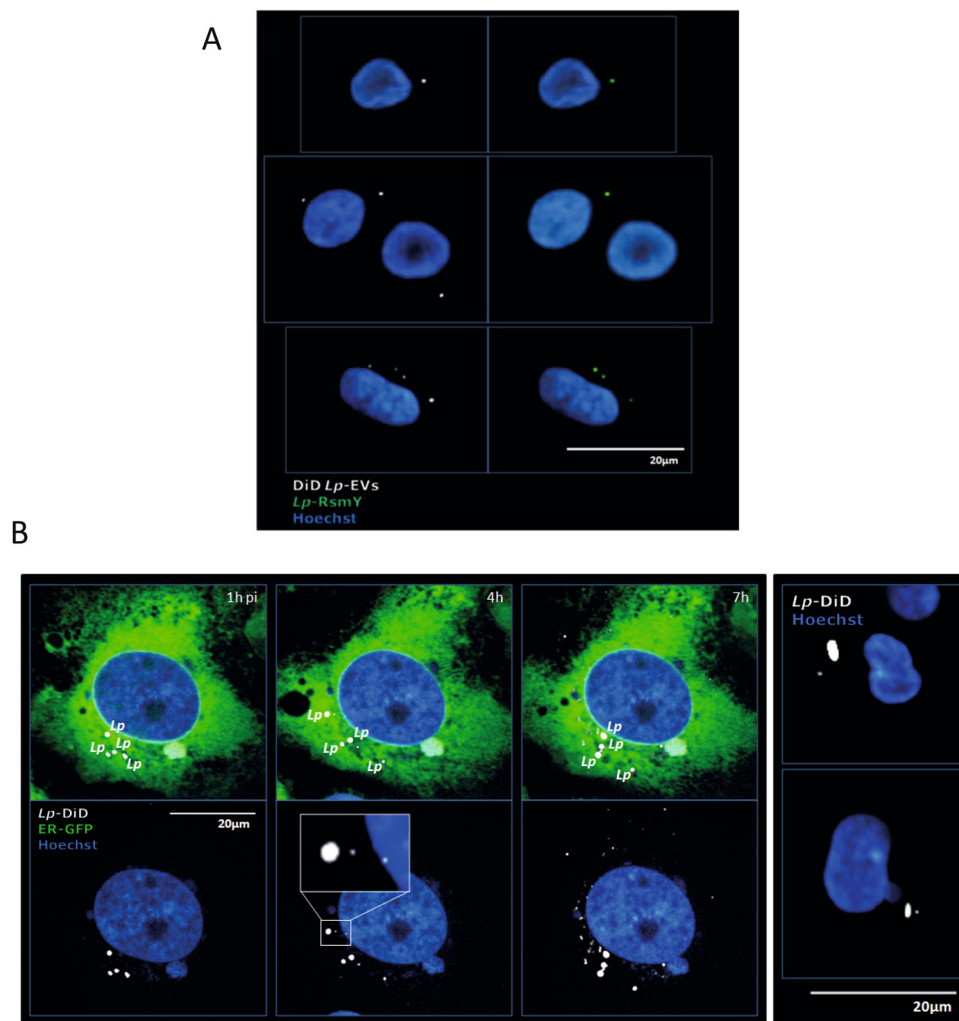 A
20µm
DiD Lp-EVs
Lp-RsmY
Hoechst
B
1h pi
4h
7h
Lp
Lp
Lp
Lp
Lp
Lp
Lp
Lp
Lp
Lp
Lp
Lp-DiD
ER-GFP
Hoechst
20µm
Lp-DiD
Hoechst
20µm